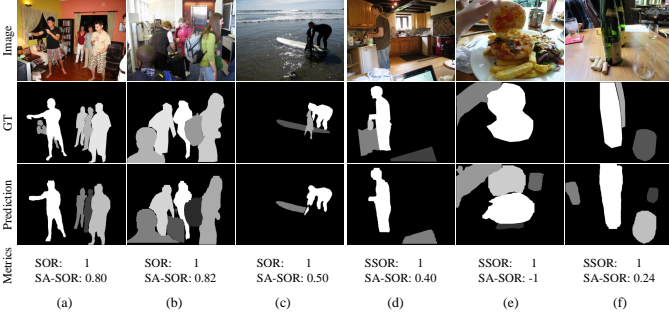 Image
GT
Prediction
Metrics
SOR: 1 SOR: 1 SOR: 1 SSOR: 1 SSOR: 1 SSOR: 1
SA-SOR: 0.80 SA-SOR: 0.82 SA-SOR: 0.50 SA-SOR: 0.40 SA-SOR: -1 SA-SOR: 0.24
(a) (b) (c) (d) (e) (f)